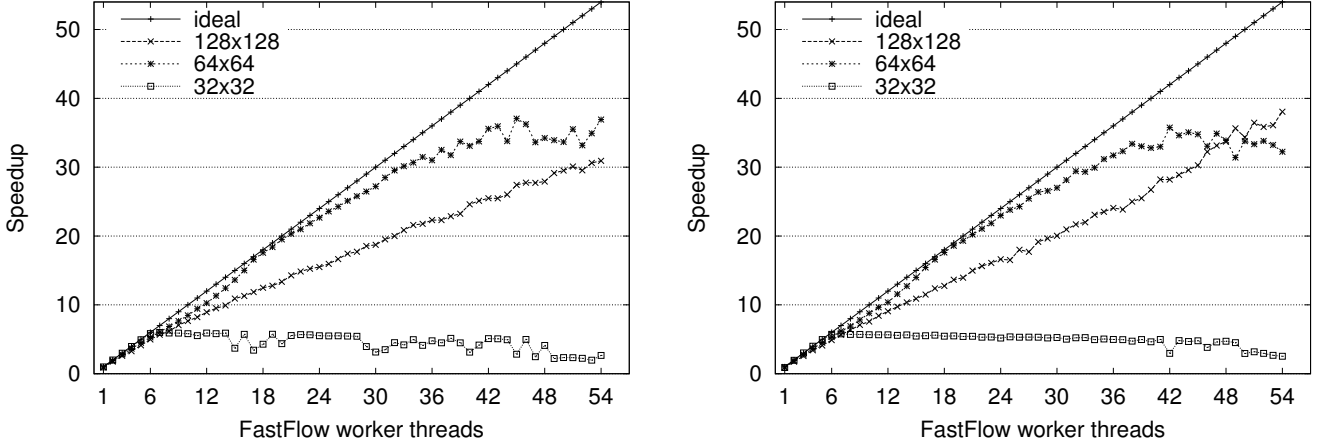 50
40
30
20
10
0
Speedup
ideal
128x128
64x64
32x32
1 6 12 18 24 30 36 42 48 54
FastFlow worker threads
50
40
30
20
10
0
Speedup
ideal
128x128
64x64
32x32
1 6 12 18 24 30 36 42 48 54
FastFlow worker threads